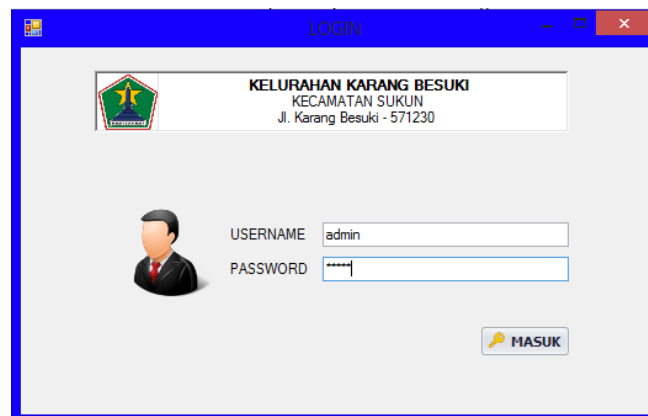 LOGIN
KELURAHAN KARANG BESUKI
KECAMATAN SUKUN
Jl. Karang Besuki - 571230
USERNAME admin
PASSWORD *****
MASUK